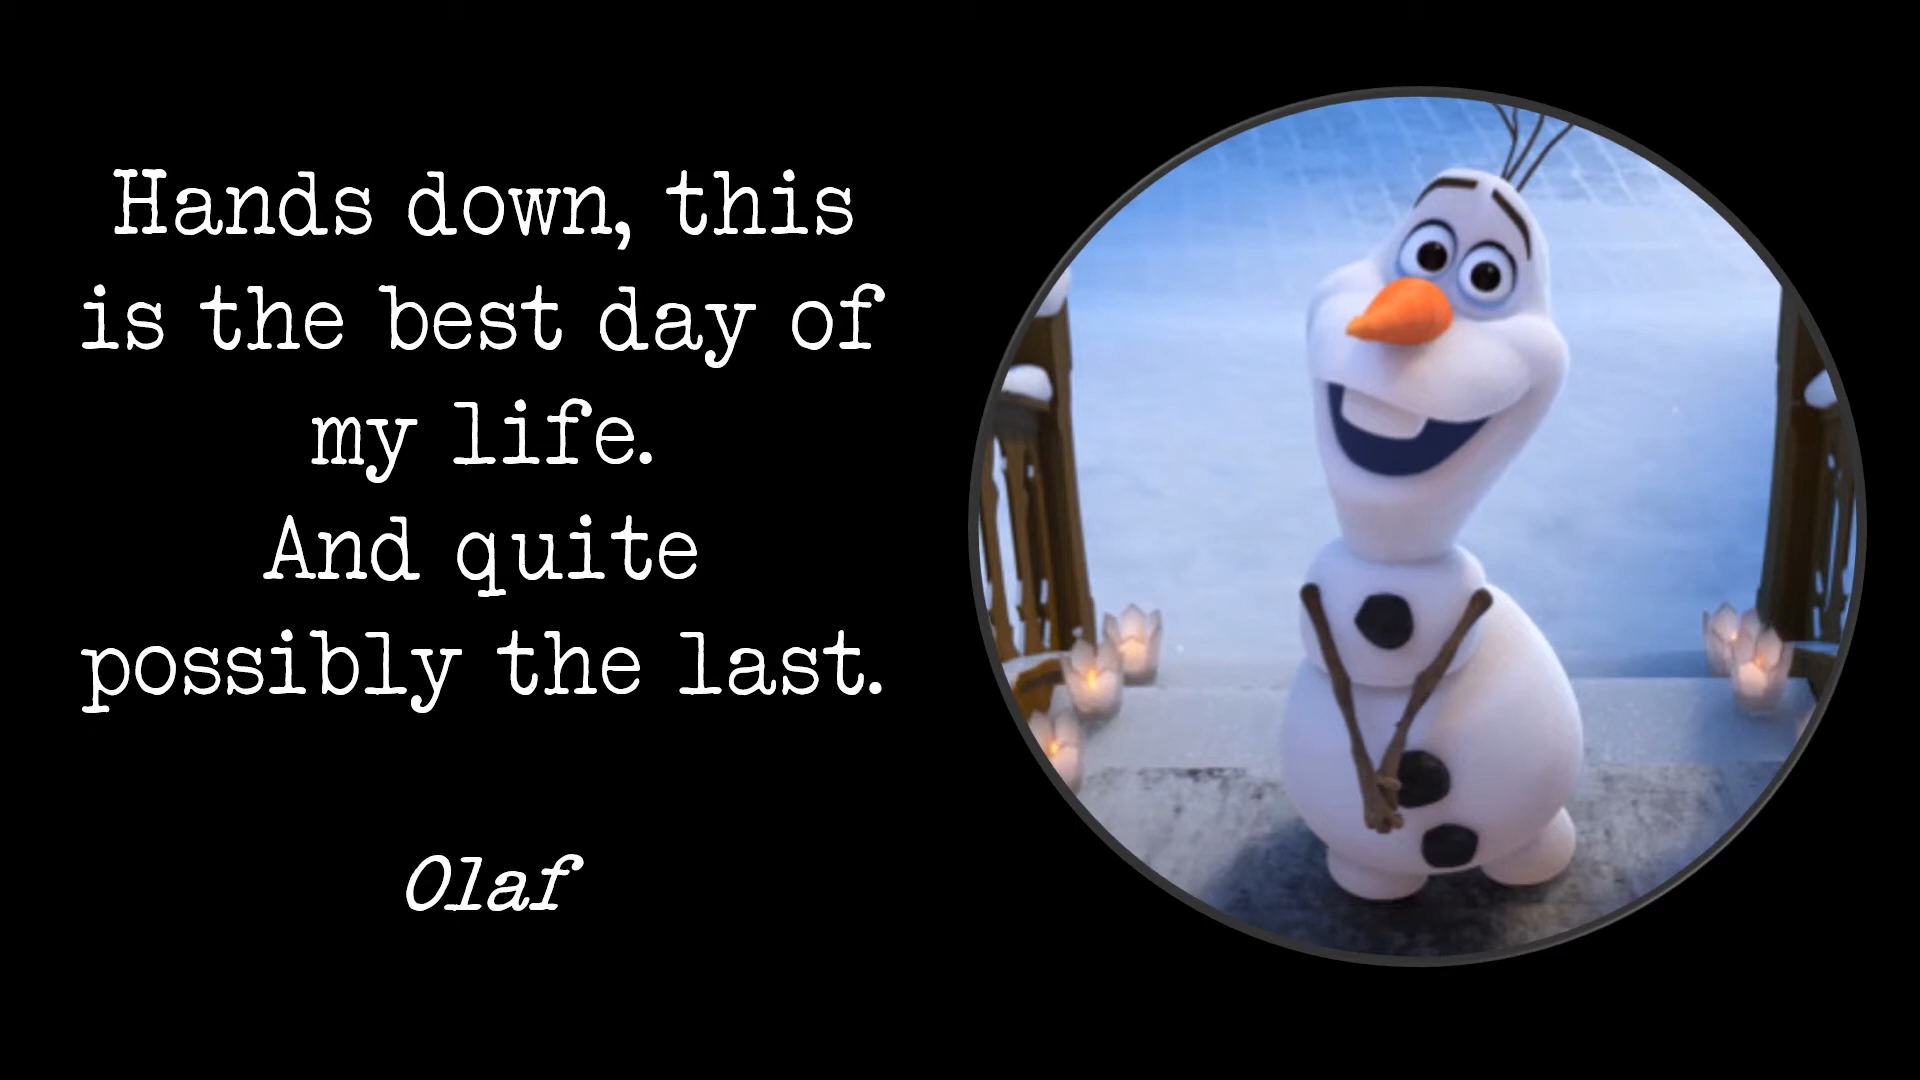 Hands down, this
is the best day of
my life.
And quite
possibly the last.
Olaf